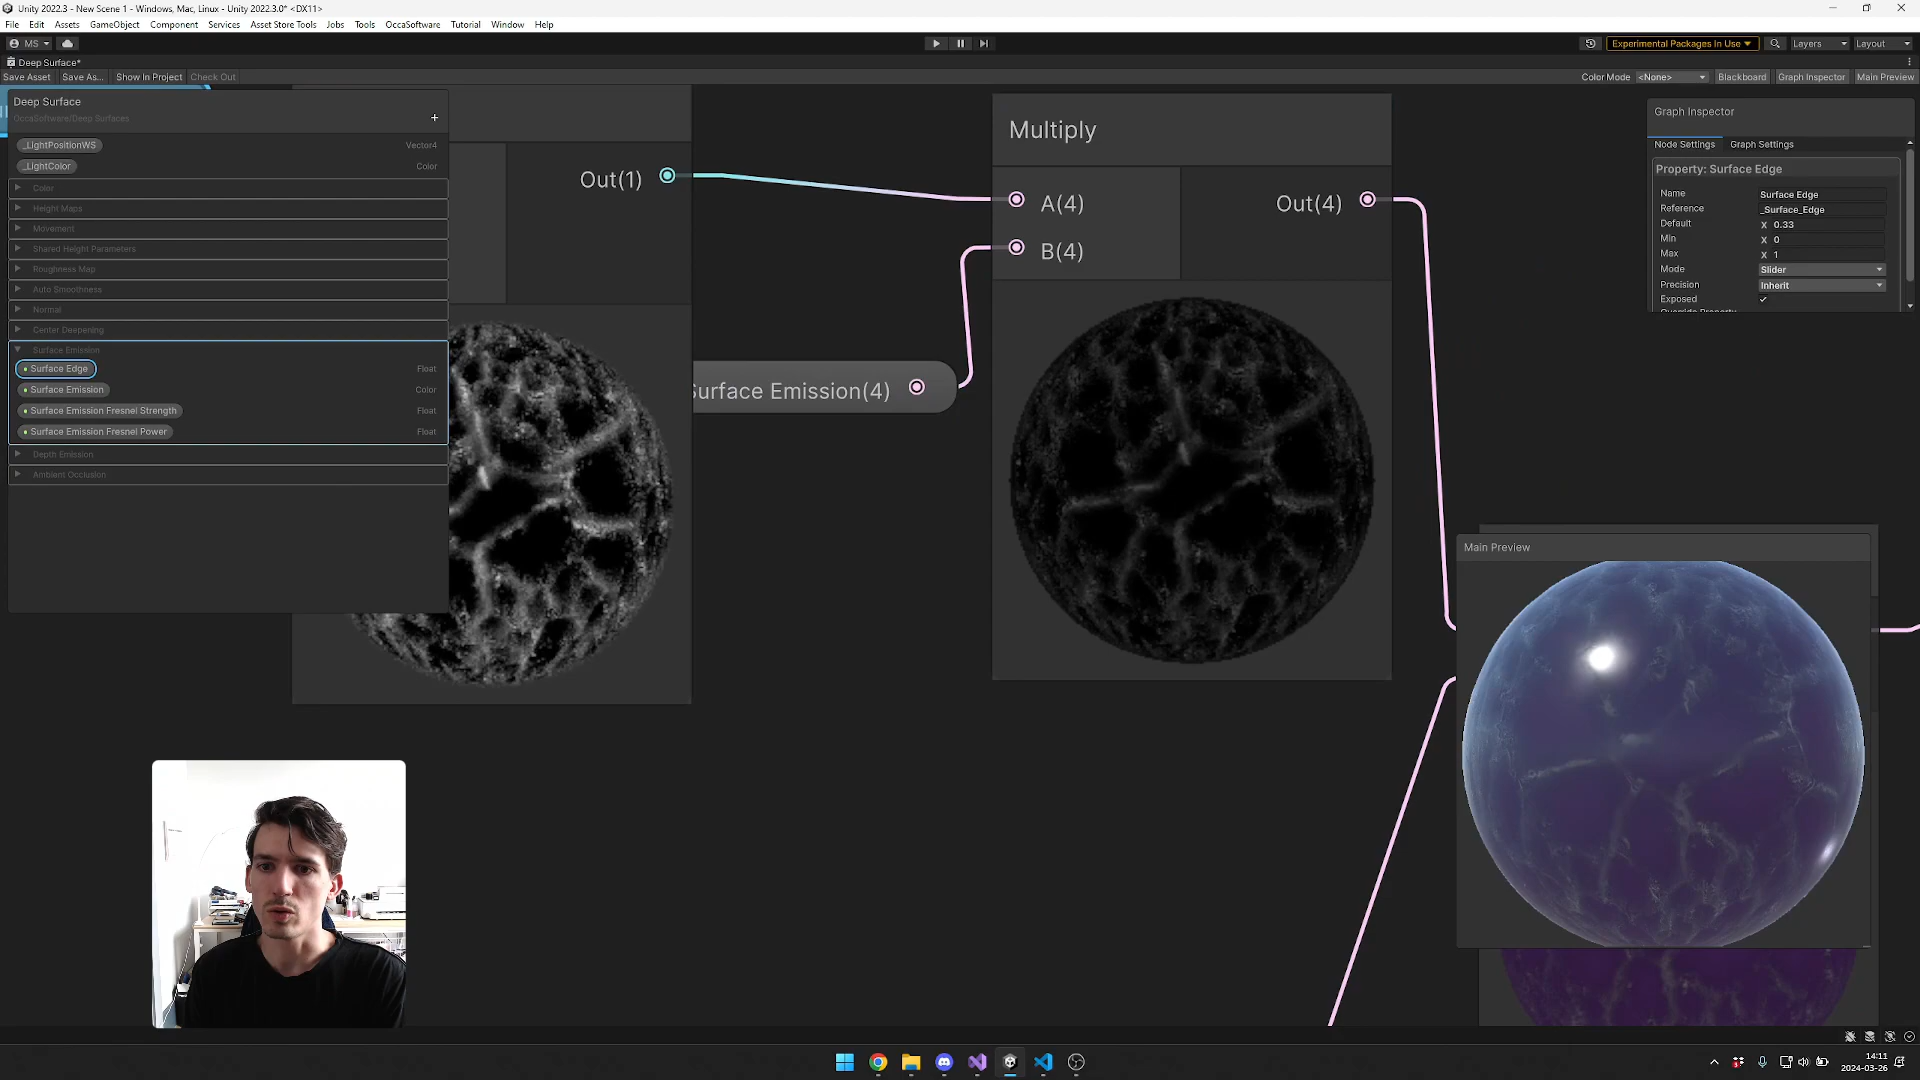 Unity 2022.3 - New Scene 1 - Windows, Mac, Linux - Unity 2022.3.0* <DX11>
File Edit Assets GameObject Component Services Asset Store Tools Jobs Tools OccaSoftware Tutorial Window Help
MS Experimental Packages In Use Layers Layout
Deep Surface*
Save Asset Save As... Show In Project Check Out Color Mode <None> Blackboard Graph Inspector Main Preview
Deep Surface
OccaSoftware/Deep Surfaces
+
_LightPositionWS Vector4
_LightColor Color
Color
Height Maps
Movement
Shared Height Parameters
Roughness Map
Auto Smoothness
Normal
Center Deepening
Surface Emission
Surface Edge Float
Surface Emission Color
Surface Emission Fresnel Strength Float
Surface Emission Fresnel Power Float
Depth Emission
Ambient Occlusion
Out(1)
Surface Emission(4)
Multiply
A(4) Out(4)
B(4)
Graph Inspector
Node Settings Graph Settings
Property: Surface Edge
Name Surface Edge
Reference _Surface_Edge
Default X 0.33
Min X 0
Max X 1
Mode Slider
Precision Inherit
Exposed
Override Property
Main Preview
14:11
2024-03-26